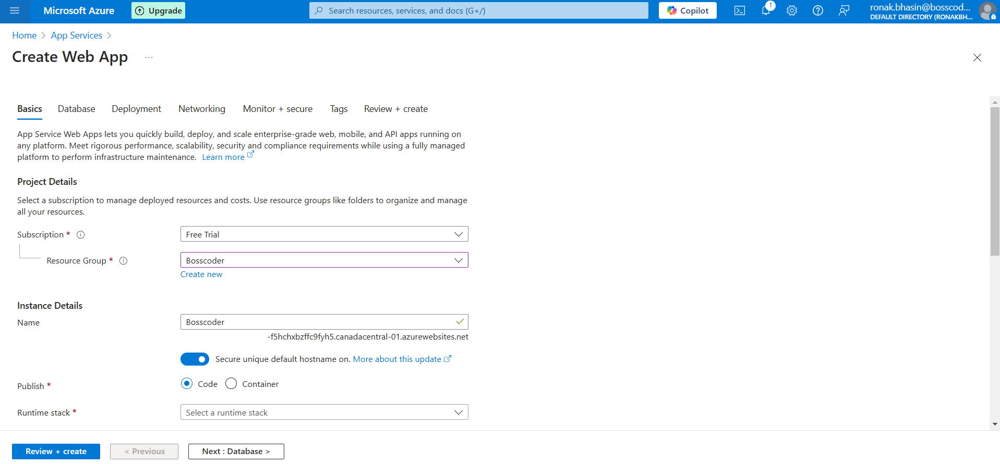 Microsoft Azure
Upgrade
Search resources, services, and docs (G+/)
Copilot
1
ronak.bhasin@bosscod...
DEFAULT DIRECTORY (RONAKBH...
Home > App Services >
Create Web App ...
Basics Database Deployment Networking Monitor + secure Tags Review + create
App Service Web Apps lets you quickly build, deploy, and scale enterprise-grade web, mobile, and API apps running on
any platform. Meet rigorous performance, scalability, security and compliance requirements while using a fully managed
platform to perform infrastructure maintenance. Learn more
Project Details
Select a subscription to manage deployed resources and costs. Use resource groups like folders to organize and manage
all your resources.
Subscription * Free Trial
Resource Group * Bosscoder
Create new
Instance Details
Name Bosscoder
-f5hchxbzffc9fyh5.canadacentral-01.azurewebsites.net
Secure unique default hostname on. More about this update
Publish * Code Container
Runtime stack * Select a runtime stack
Review + create < Previous Next : Database >